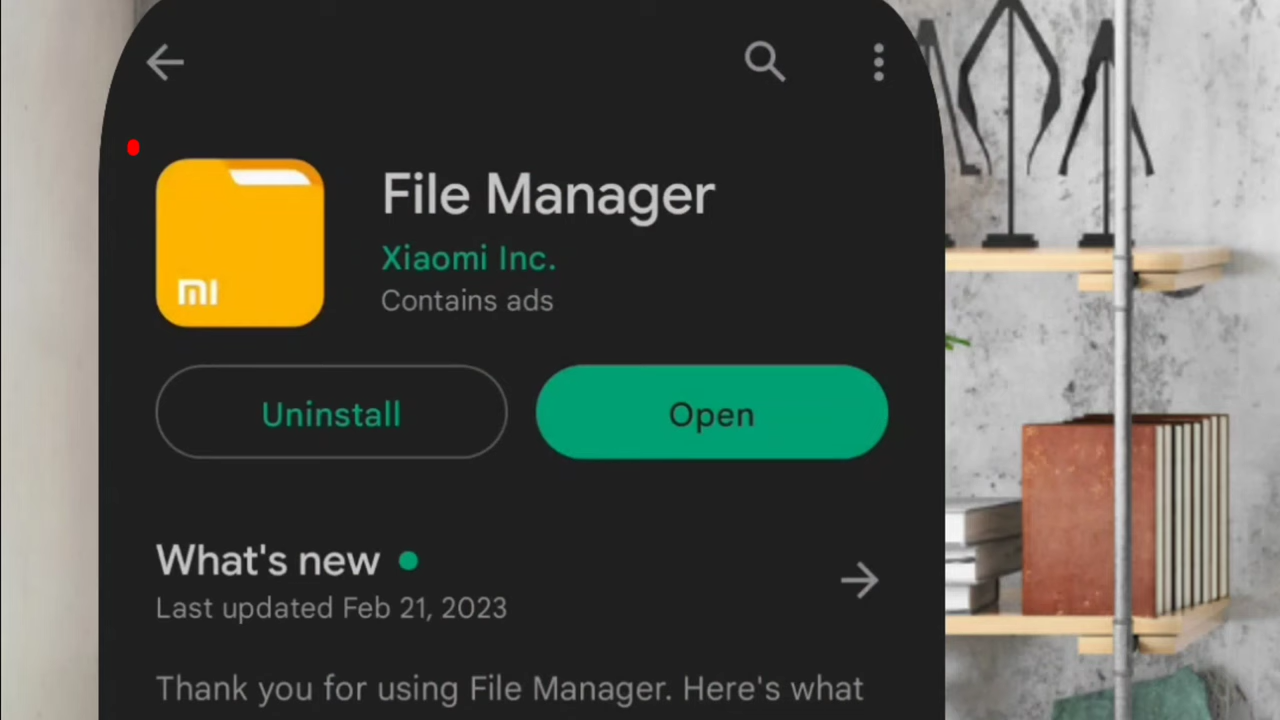 File Manager
Xiaomi Inc.
Contains ads
mi
Uninstall
Open
What's new
Last updated Feb 21, 2023
Thank you for using File Manager. Here's what